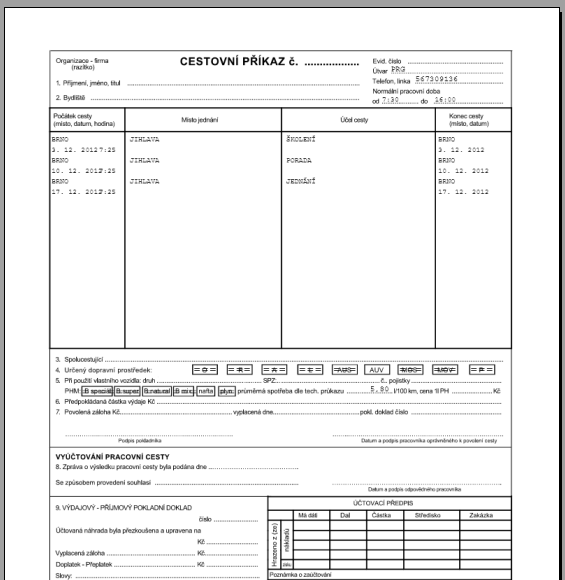 Organizace - firma
(razítko)
CESTOVNÍ PŘÍKAZ č. ..................
Evid. číslo
Útvar PRG
1. Příjmení, jméno, titul
Telefon, linka 567309136
Normální pracovní doba
2. Bydliště
od 7:30 do 16:00
Počátek cesty
(místo, datum, hodina)
Místo jednání
Účel cesty
Konec cesty
(místo, datum)
BRNO JIHLAVA ŠKOLENÍ BRNO
3. 12. 2012 7:25 3. 12. 2012
BRNO JIHLAVA PORADA BRNO
10. 12. 2012 7:25 10. 12. 2012
BRNO JIHLAVA JEDNÁNÍ BRNO
17. 12. 2012 7:25 17. 12. 2012
3. Spolucestující
4. Určený dopravní prostředek: AUS AUV MOS MOV
5. Při použití vlastního vozidla: druh SPZ č. pojistky
PHM: B speciál B super B natural B mix nafta plyn průměrná spotřeba dle tech. průkazu 5.80 l/100 km, cena 1l PH Kč
6. Předpokládaná částka výdaje Kč
7. Povolená záloha Kč vyplacená dne pokl. doklad číslo
Podpis pokladníka
Datum a podpis pracovníka oprávněného k povolení cesty
VYÚČTOVÁNÍ PRACOVNÍ CESTY
8. Zpráva o výsledku pracovní cesty byla podána dne
Se způsobem provedení souhlasí
Datum a podpis odpovědného pracovníka
9. VÝDAJOVÝ - PŘÍJMOVÝ POKLADNÍ DOKLAD
číslo
Účtovaná náhrada byla přezkoušena a upravena na
Kč
Vyplacená záloha Kč
Doplatek - Přeplatek Kč
Slovy:
ÚČTOVACÍ PŘEDPIS
Má dáti Dal Částka Středisko Zakázka
Hrazeno z (ze)
nákladů
Poznámka o zaúčtování